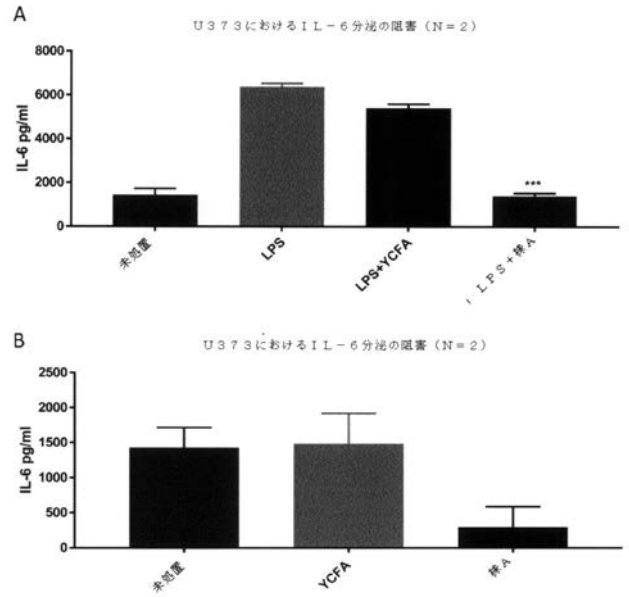 A
U373におけるIL-6分泌の阻害(N=2)
8000
6000
4000
2000
0
IL-6 pg/ml
***
未処置
LPS
LPS+YCFA
LPS+株A
B
U373におけるIL-6分泌の阻害(N=2)
2500
2000
1500
1000
500
0
IL-6 pg/ml
未処置
YCFA
株A